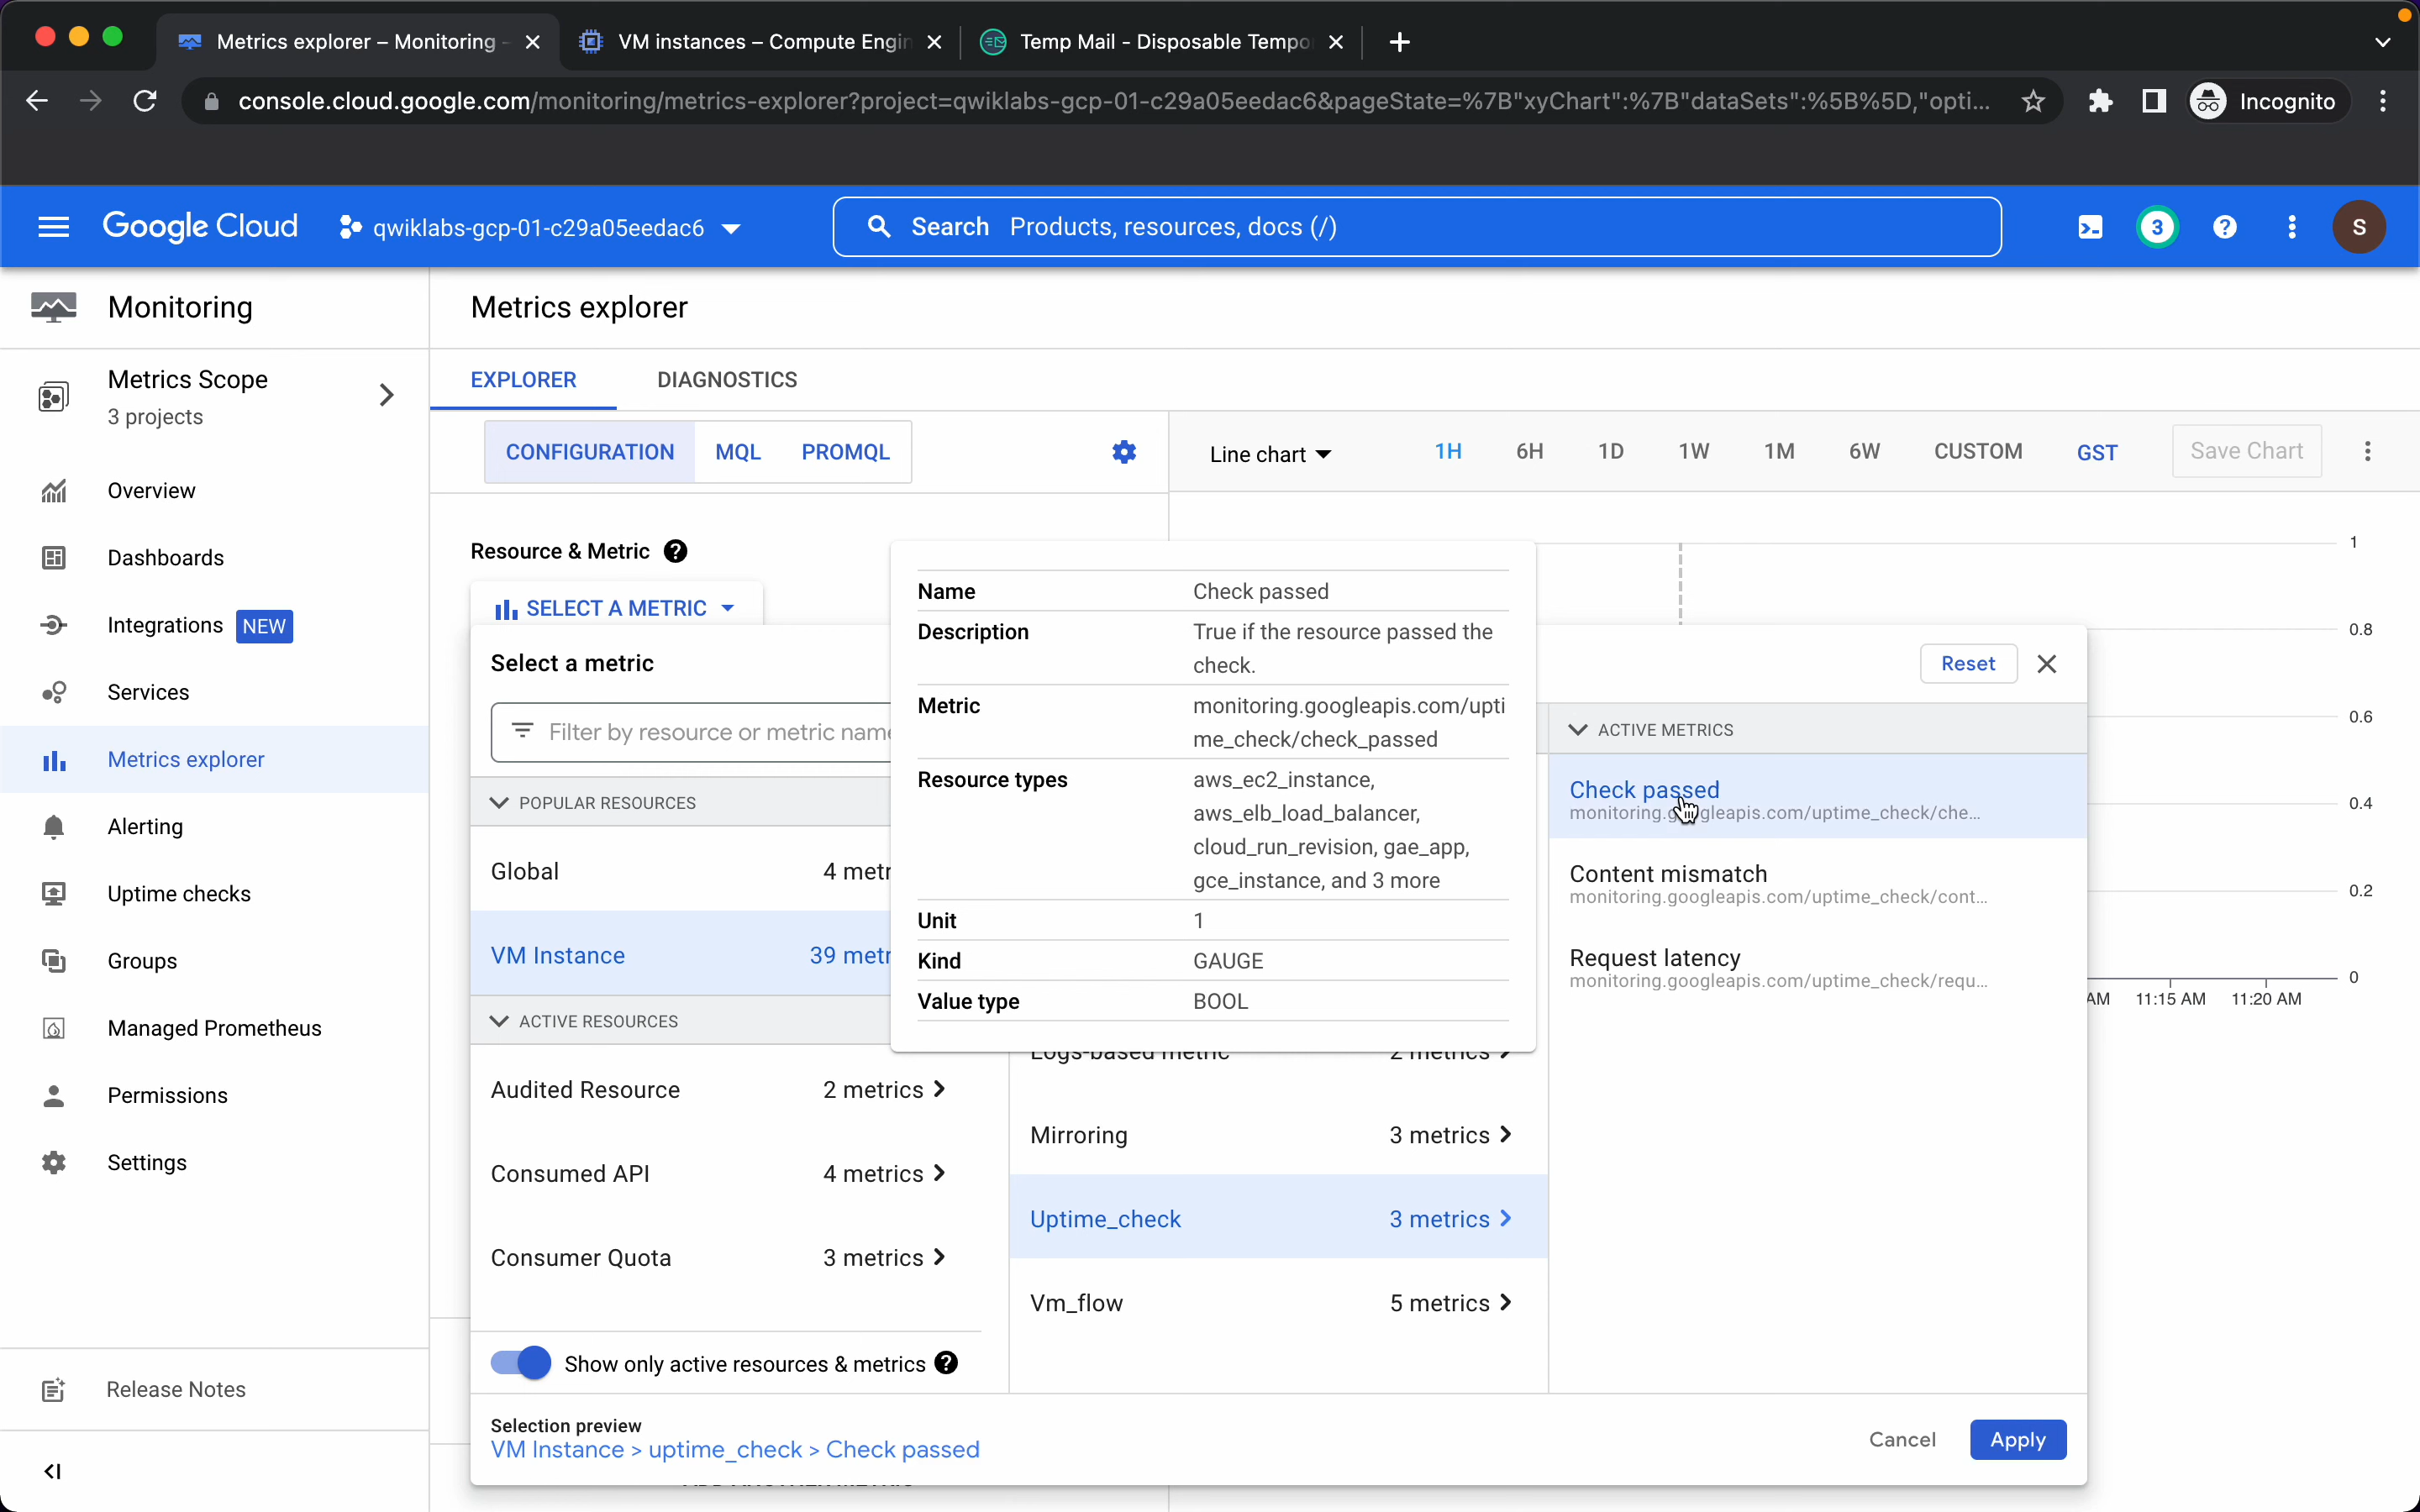 Metrics explorer – Monitoring -
VM instances – Compute Engin
Temp Mail - Disposable Tempo
console.cloud.google.com/monitoring/metrics-explorer?project=qwiklabs-gcp-01-c29a05eedac6&pageState=%7B"xyChart":%7B"dataSets":%5B%5D,"opti...
Incognito
Google Cloud
qwiklabs-gcp-01-c29a05eedac6
Search Products, resources, docs (/)
3
S
Monitoring
Metrics explorer
Metrics Scope
3 projects
EXPLORER
DIAGNOSTICS
CONFIGURATION
MQL
PROMQL
Line chart
1H
6H
1D
1W
1M
6W
CUSTOM
GST
Save Chart
Overview
Dashboards
Integrations NEW
Services
Metrics explorer
Alerting
Uptime checks
Groups
Managed Prometheus
Permissions
Settings
Release Notes
Resource & Metric
SELECT A METRIC
Select a metric
Filter by resource or metric name
POPULAR RESOURCES
Global 4 metr
VM Instance 39 metr
ACTIVE RESOURCES
Audited Resource 2 metrics
Consumed API 4 metrics
Consumer Quota 3 metrics
Show only active resources & metrics
Name Check passed
Description True if the resource passed the
check.
Metric monitoring.googleapis.com/upti
me_check/check_passed
Resource types aws_ec2_instance,
aws_elb_load_balancer,
cloud_run_revision, gae_app,
gce_instance, and 3 more
Unit 1
Kind GAUGE
Value type BOOL
Logs-based metric 2 metrics
Mirroring 3 metrics
Uptime_check 3 metrics
Vm_flow 5 metrics
Reset
ACTIVE METRICS
Check passed
monitoring.googleapis.com/uptime_check/che...
Content mismatch
monitoring.googleapis.com/uptime_check/cont...
Request latency
monitoring.googleapis.com/uptime_check/requ...
1
0.8
0.6
0.4
0.2
0
AM
11:15 AM
11:20 AM
Selection preview
VM Instance > uptime_check > Check passed
Cancel
Apply